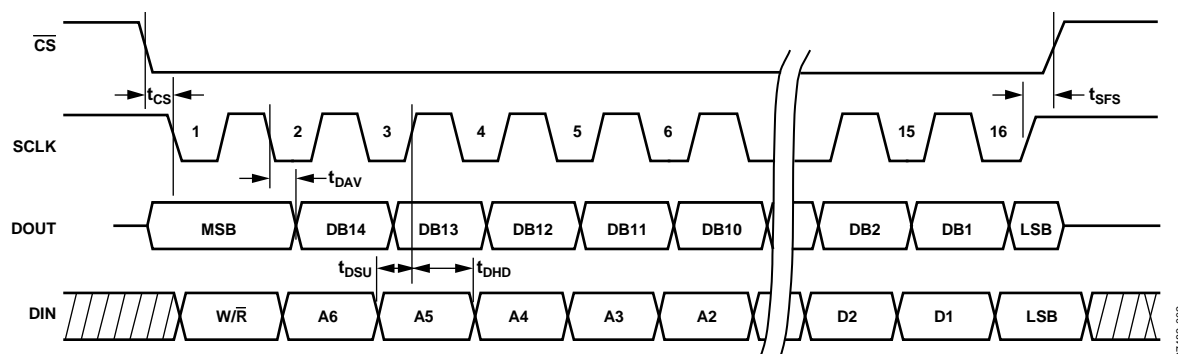 CS
tCS
tSFS
SCLK 1 2 3 4 5 6 15 16
tDAV
DOUT MSB DB14 DB13 DB12 DB11 DB10 DB2 DB1 LSB
tDSU tDHD
DIN W/R A6 A5 A4 A3 A2 D2 D1 LSB